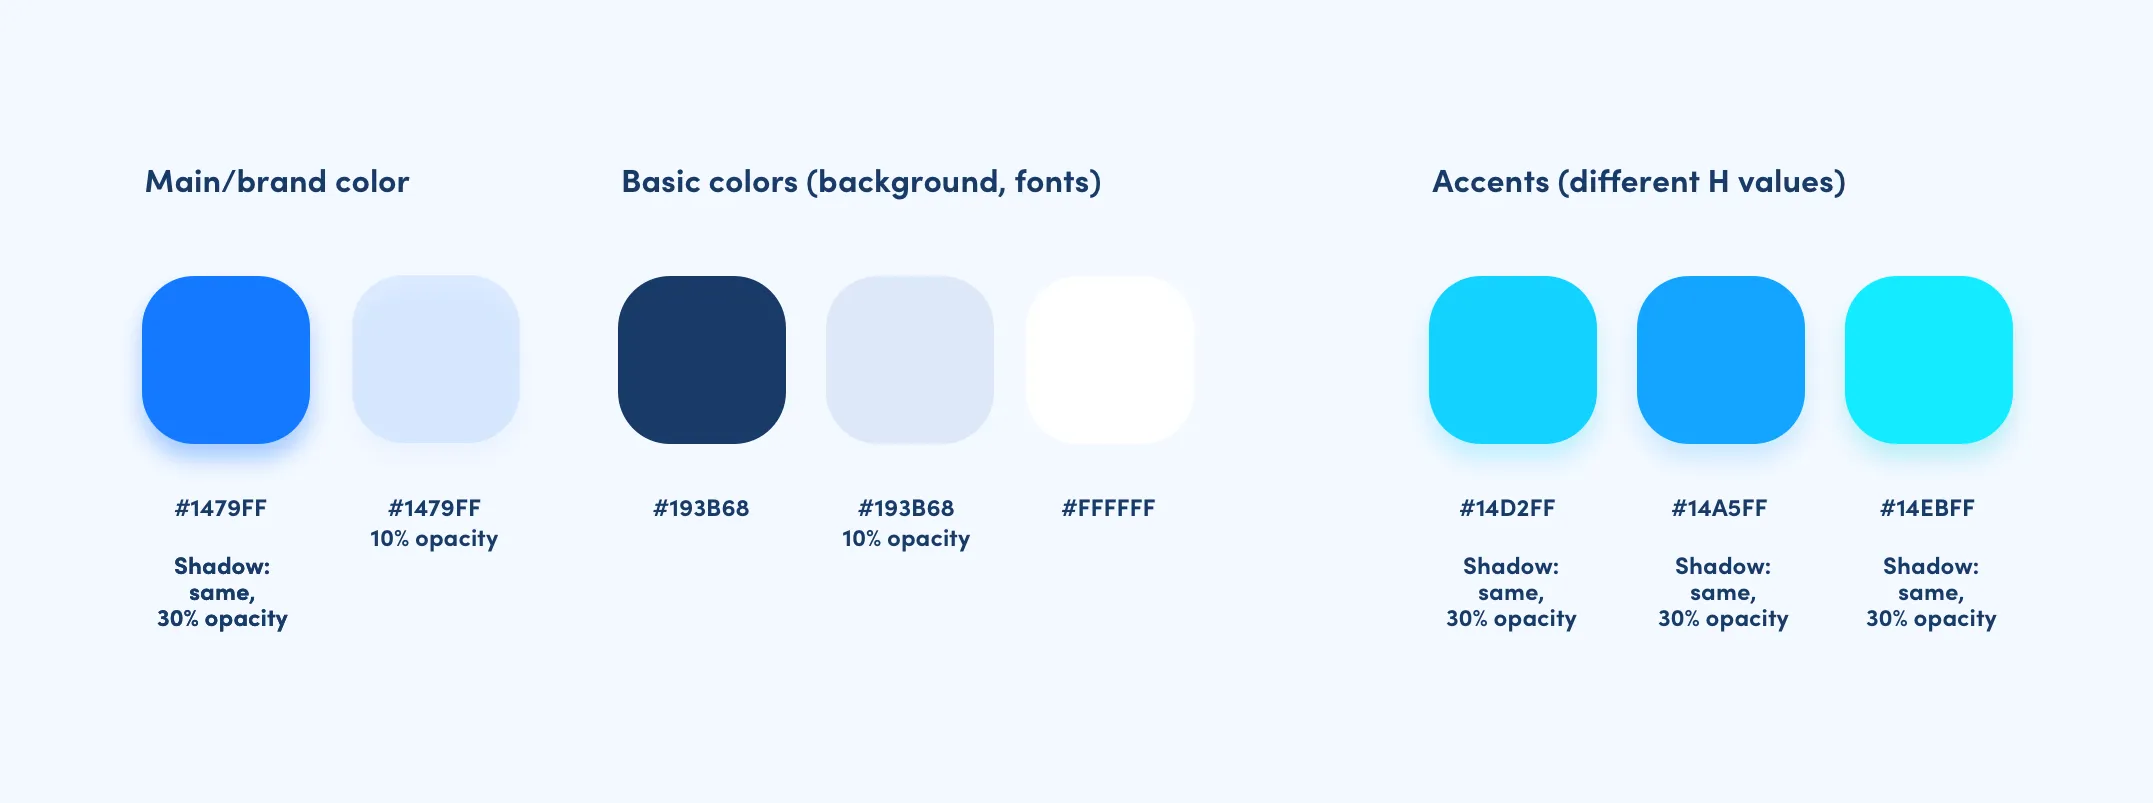 Main/brand color
#1479FF
Shadow:
same,
30% opacity
#1479FF
10% opacity
Basic colors (background, fonts)
#193B68
#193B68
10% opacity
#FFFFFF
Accents (different H values)
#14D2FF
Shadow:
same,
30% opacity
#14A5FF
Shadow:
same,
30% opacity
#14EBFF
Shadow:
same,
30% opacity